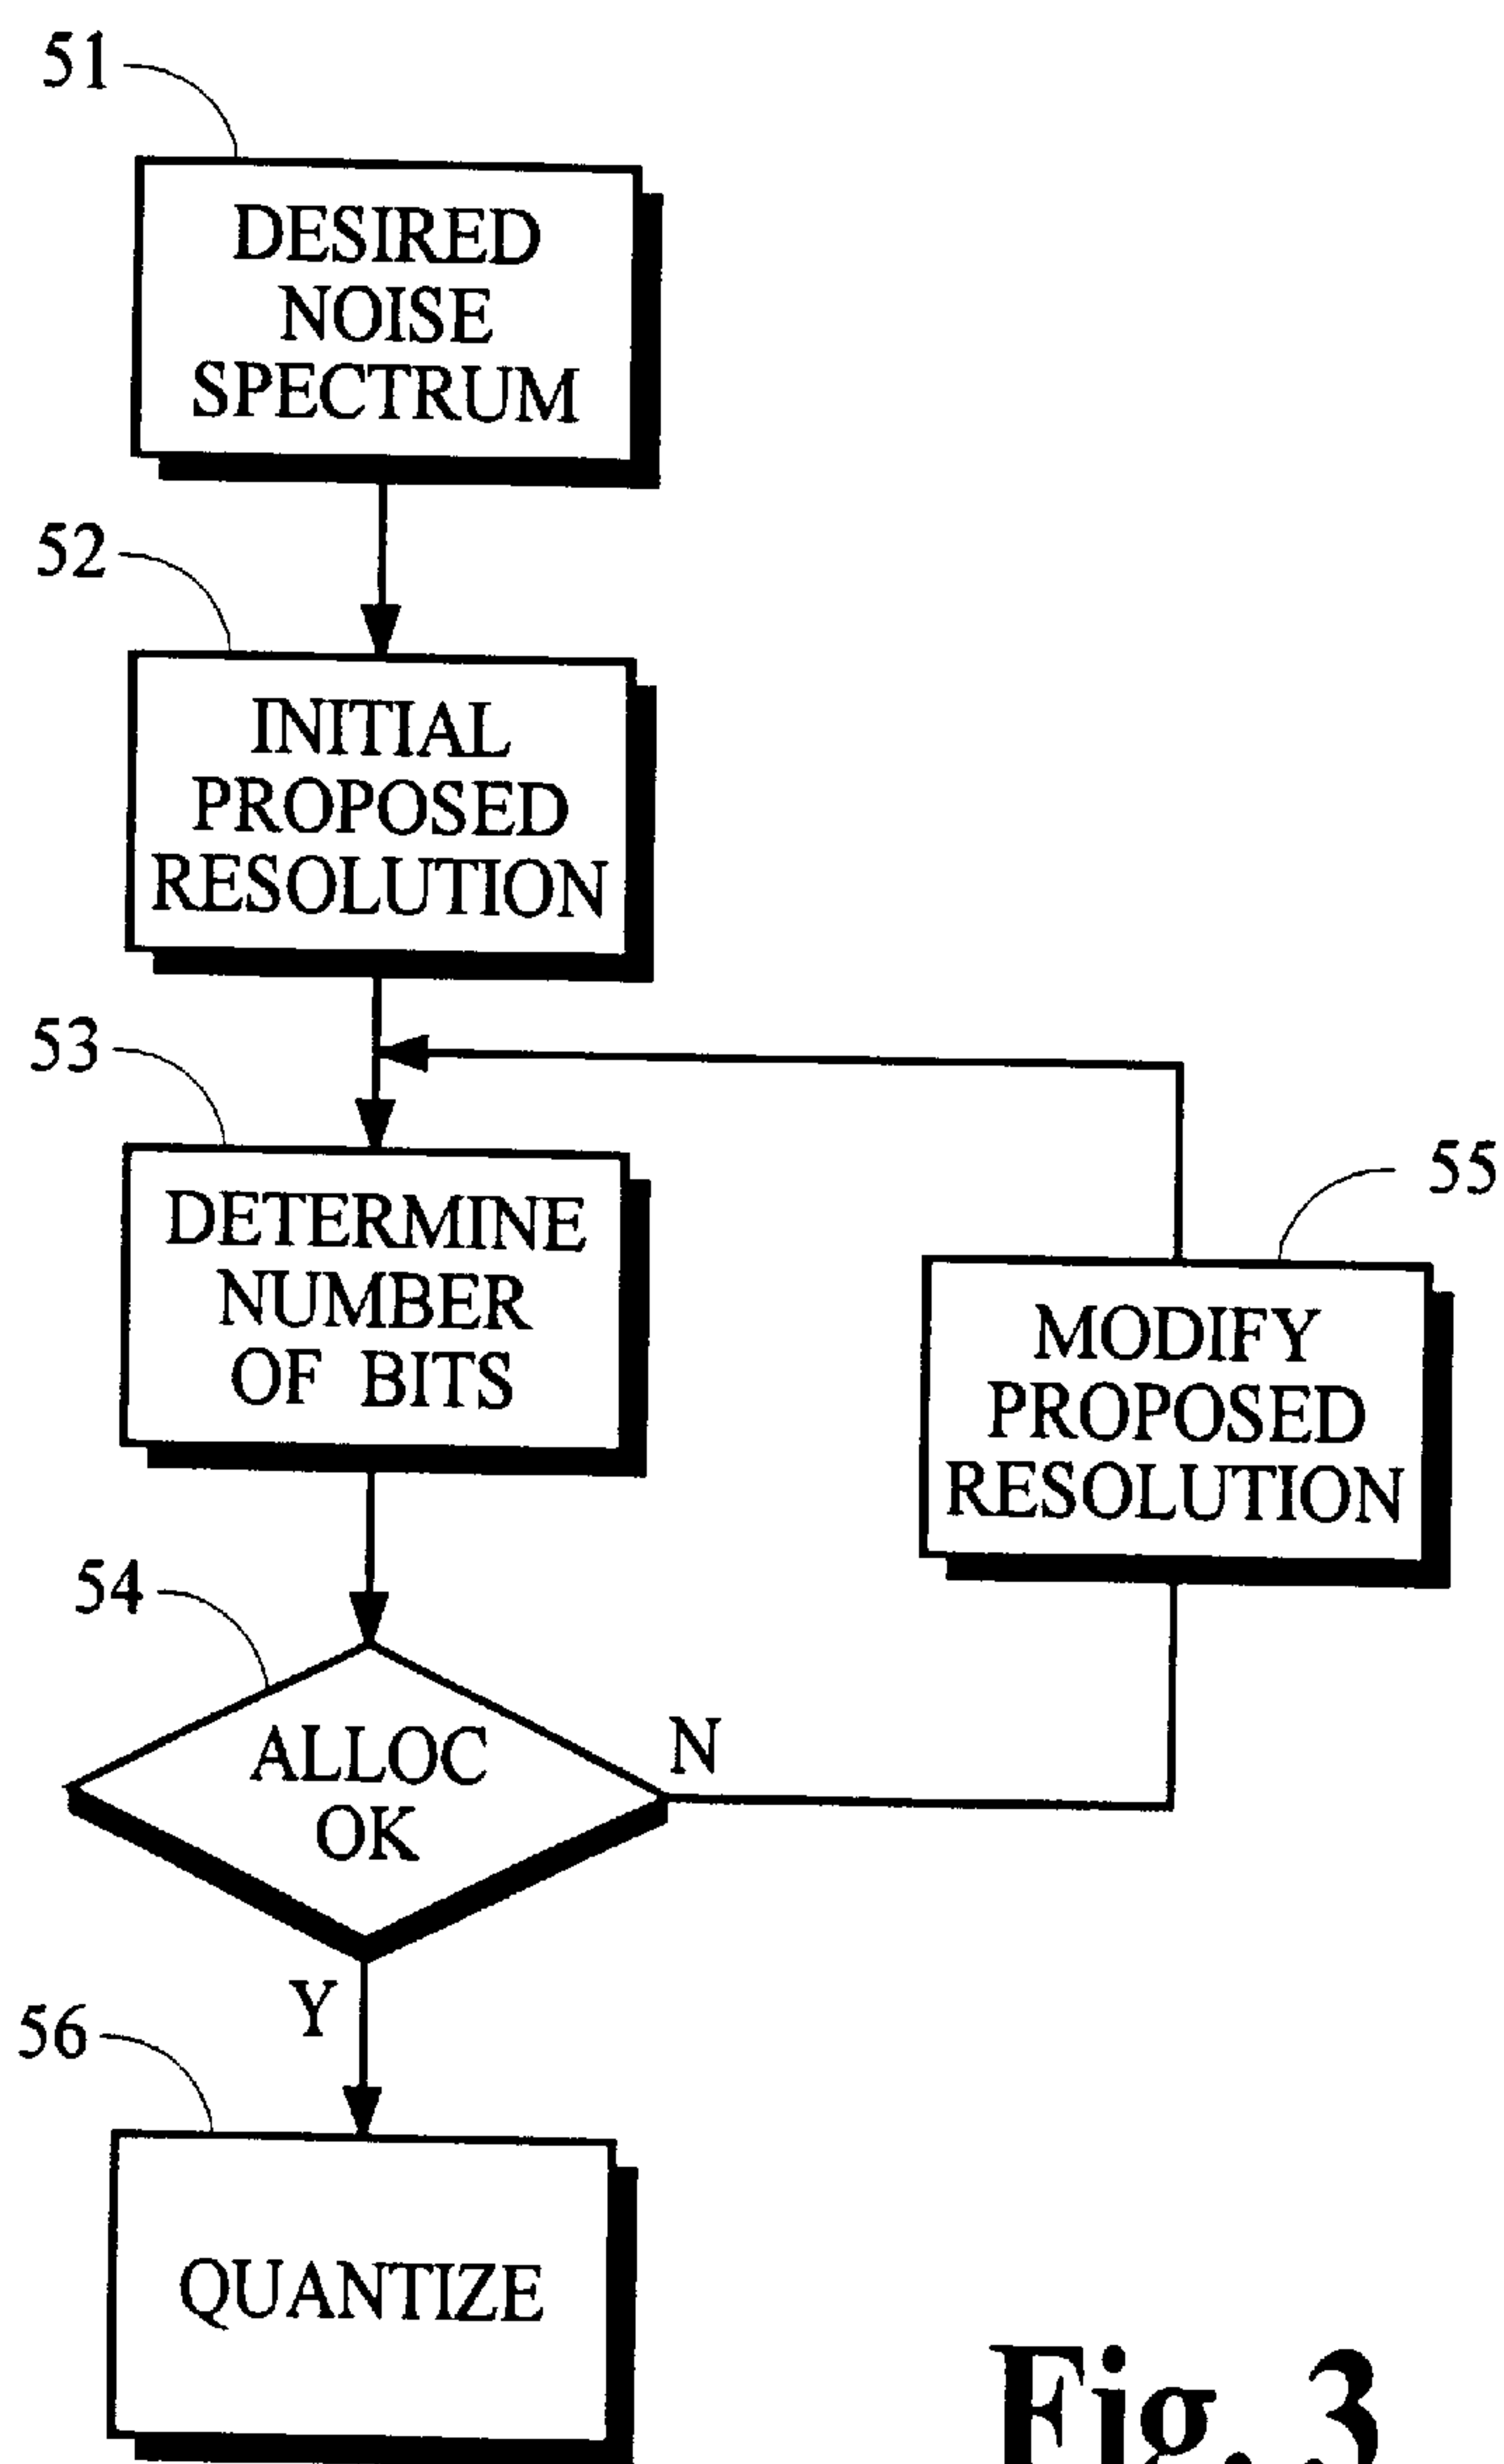 51
DESIRED
NOISE
SPECTRUM
52
INITIAL
PROPOSED
RESOLUTION
53
DETERMINE
NUMBER
OF BITS
55
MODIFY
PROPOSED
RESOLUTION
54
ALLOC
OK
N
Y
56
QUANTIZE
Fig. 3